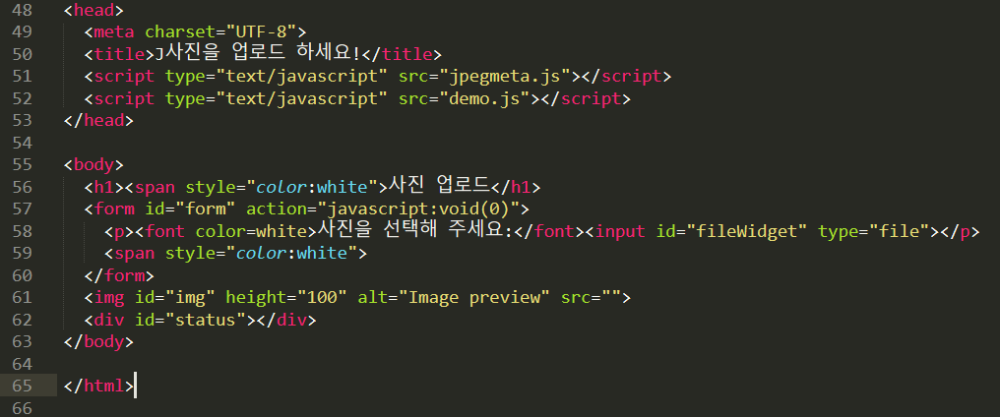 48 <head>
49 <meta charset="UTF-8">
50 <title>J사진을 업로드 하세요!</title>
51 <script type="text/javascript" src="jpegmeta.js"></script>
52 <script type="text/javascript" src="demo.js"></script>
53 </head>
54
55 <body>
56 <h1><span style="color:white">사진 업로드</h1>
57 <form id="form" action="javascript:void(0)">
58 <p><font color=white>사진을 선택해 주세요:</font><input id="fileWidget" type="file"></p>
59 <span style="color:white">
60 </form>
61 <img id="img" height="100" alt="Image preview" src="">
62 <div id="status"></div>
63 </body>
64
65 </html>
66